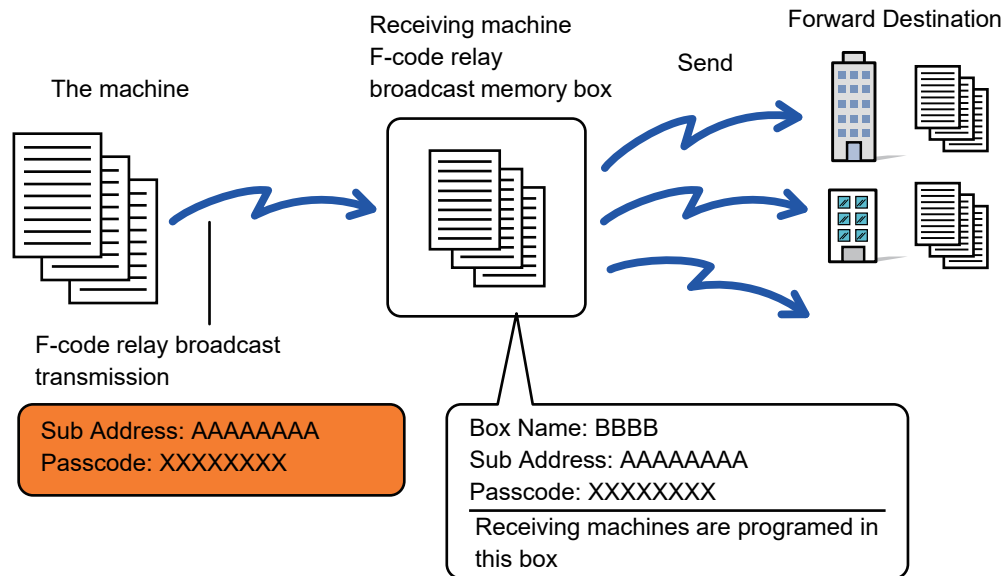 The machine
Receiving machine
F-code relay
broadcast memory box
Send
Forward Destination
F-code relay broadcast
transmission
Sub Address: AAAAAAAA
Passcode: XXXXXXXX
Box Name: BBBB
Sub Address: AAAAAAAA
Passcode: XXXXXXXX
Receiving machines are programed in
this box